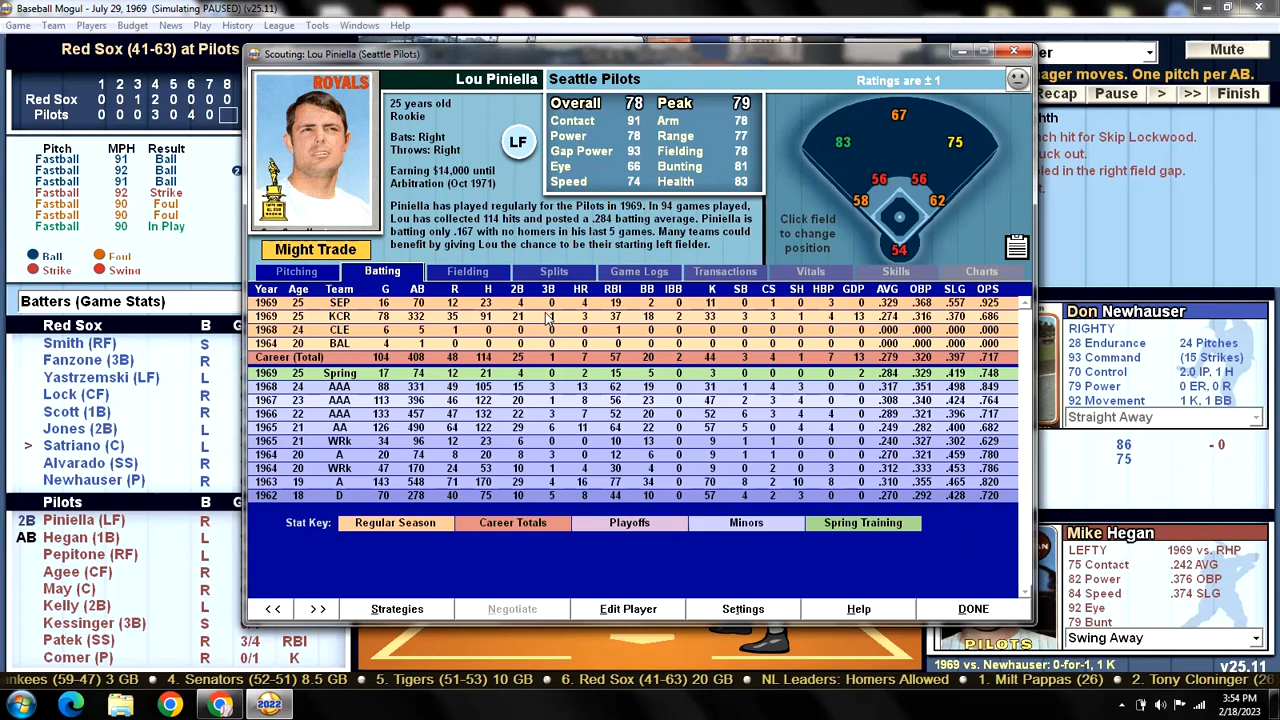 Baseball Mogul - July 29, 1969 (Simulating PAUSED) (v25.11)
Game Team Players Budget News Play History League Tools Windows Help
Red Sox (41-63) at Pilots
1 2 3 4 5 6 7 8
Red Sox 0 0 1 2 0 0 0 0
Pilots 0 0 0 3 0 4 0
Pitch MPH Result
Fastball 91 Ball
Fastball 92 Ball
Fastball 91 Ball
Fastball 92 Strike
Fastball 90 Foul
Fastball 90 Foul
Fastball 90 In Play
Ball Foul
Strike Swing
Batters (Game Stats)
Red Sox B
Smith (RF) S
Fanzone (3B) R
Yastrzemski (LF) L
Lock (CF) R
Scott (1B) R
Jones (2B) R
> Satriano (C) L
Alvarado (SS) R
Newhauser (P) R
Pilots B
2B Piniella (LF) R
AB Hegan (1B) L
Pepitone (RF) L
Agee (CF) R
May (C) L
Kelly (2B) L
Kessinger (3B) S
Patek (SS) R 3/4 RBI
Comer (P) R 0/1 K
Scouting: Lou Piniella (Seattle Pilots)
ROYALS
Lou Piniella
Seattle Pilots
Ratings are ± 1
25 years old
Rookie
Bats: Right
Throws: Right
Earning $14,000 until
Arbitration (Oct 1971)
LF
Overall 78 Peak 79
Contact 91 Arm 78
Power 78 Range 77
Gap Power 93 Fielding 78
Eye 66 Bunting 81
Speed 74 Health 83
67
83 75
56 56
58 62
54
Click field
to change
position
Piniella has played regularly for the Pilots in 1969. In 94 games played,
Lou has collected 114 hits and posted a .284 batting average. Piniella is
batting only .167 with no homers in his last 5 games. Many teams could
benefit by giving Lou the chance to be their starting left fielder.
Might Trade
Pitching Batting Fielding Splits Game Logs Transactions Vitals Skills Charts
Year Age Team G AB R H 2B 3B HR RBI BB IBB K SB CS SH HBP GDP AVG OBP SLG OPS
1969 25 SEP 16 70 12 23 4 0 4 19 2 0 11 0 1 0 3 0 .329 .368 .557 .925
1969 25 KCR 78 332 35 91 21 3 37 18 2 33 3 3 1 4 13 .274 .316 .370 .686
1968 24 CLE 6 5 1 0 0 0 0 1 0 0 0 0 0 0 0 0 .000 .000 .000 .000
1964 20 BAL 4 1 0 0 0 0 0 0 0 0 0 0 0 0 0 0 .000 .000 .000 .000
Career (Total) 104 408 48 114 25 1 7 57 20 2 44 3 4 1 7 13 .279 .320 .397 .717
1969 25 Spring 17 74 12 21 4 0 2 15 5 0 3 0 0 0 0 2 .284 .329 .419 .748
1968 24 AAA 88 331 49 105 15 3 13 62 19 0 31 1 4 3 4 0 .317 .351 .498 .849
1967 23 AAA 113 396 46 122 20 1 8 56 23 0 47 2 3 4 0 0 .308 .340 .424 .764
1966 22 AAA 133 457 47 132 22 3 7 52 20 0 52 6 3 4 4 0 .289 .321 .396 .717
1965 21 AA 126 490 64 122 29 6 11 64 22 0 57 5 0 4 4 0 .249 .282 .400 .682
1965 21 WRk 34 96 12 23 6 0 0 10 13 0 9 1 1 0 0 0 .240 .327 .302 .629
1964 20 A 20 74 8 20 8 3 0 12 6 0 9 1 1 0 0 0 .270 .321 .459 .780
1964 20 WRk 47 170 24 53 10 1 4 30 4 0 9 0 2 0 3 0 .312 .333 .453 .786
1963 19 A 143 548 71 170 29 4 16 77 34 0 70 8 2 10 8 0 .310 .355 .465 .820
1962 18 D 70 278 40 75 10 5 8 44 10 0 57 4 2 3 0 0 .270 .292 .428 .720
Stat Key: Regular Season Career Totals Playoffs Minors Spring Training
<< >> Strategies Negotiate Edit Player Settings Help DONE
Mute
nager moves. One pitch per AB.
Recap Pause > >> Finish
ch hit for Skip Lockwood.
uck out.
bled in the right field gap.
Don Newhauser
RIGHTY
28 Endurance 24 Pitches
93 Command (15 Strikes)
70 Control 2.0 IP, 1 H
79 Power 0 ER, 0 R
92 Movement 1 K, 1 BB
Straight Away
86 - 0
75
Mike Hegan
LEFTY 1969 vs. RHP
75 Contact .242 AVG
82 Power .376 OBP
84 Speed .374 SLG
92 Eye
79 Bunt
PILOTS
Swing Away
1969 vs. Newhauser: 0-for-1, 1 K v25.11
ankees (59-47) 3 GB 4. Senators (52-51) 8.5 GB 5. Tigers (51-53) 10 GB 6. Red Sox (41-63) 20 GB NL Leaders: Homers Allowed 1. Milt Pappas (26) 2. Tony Cloninger (26)
2022
3:54 PM
2/18/2023